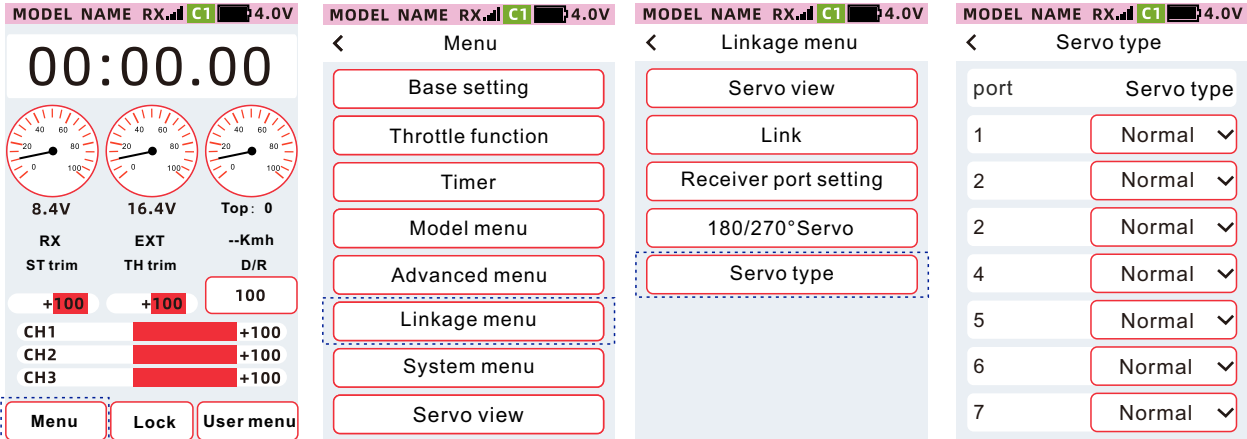 MODEL NAME RX C1 4.0V
00:00.00
20 40 60 80 0 100
20 40 60 80 0 100
20 40 60 80 0 100
8.4V 16.4V Top: 0
RX EXT --Kmh
ST trim TH trim D/R
+100 +100 100
CH1 +100
CH2 +100
CH3 +100
Menu Lock User menu
MODEL NAME RX C1 4.0V
Menu
Base setting
Throttle function
Timer
Model menu
Advanced menu
Linkage menu
System menu
Servo view
MODEL NAME RX C1 4.0V
Linkage menu
Servo view
Link
Receiver port setting
180/270°Servo
Servo type
MODEL NAME RX C1 4.0V
Servo type
port Servo type
1 Normal
2 Normal
2 Normal
4 Normal
5 Normal
6 Normal
7 Normal